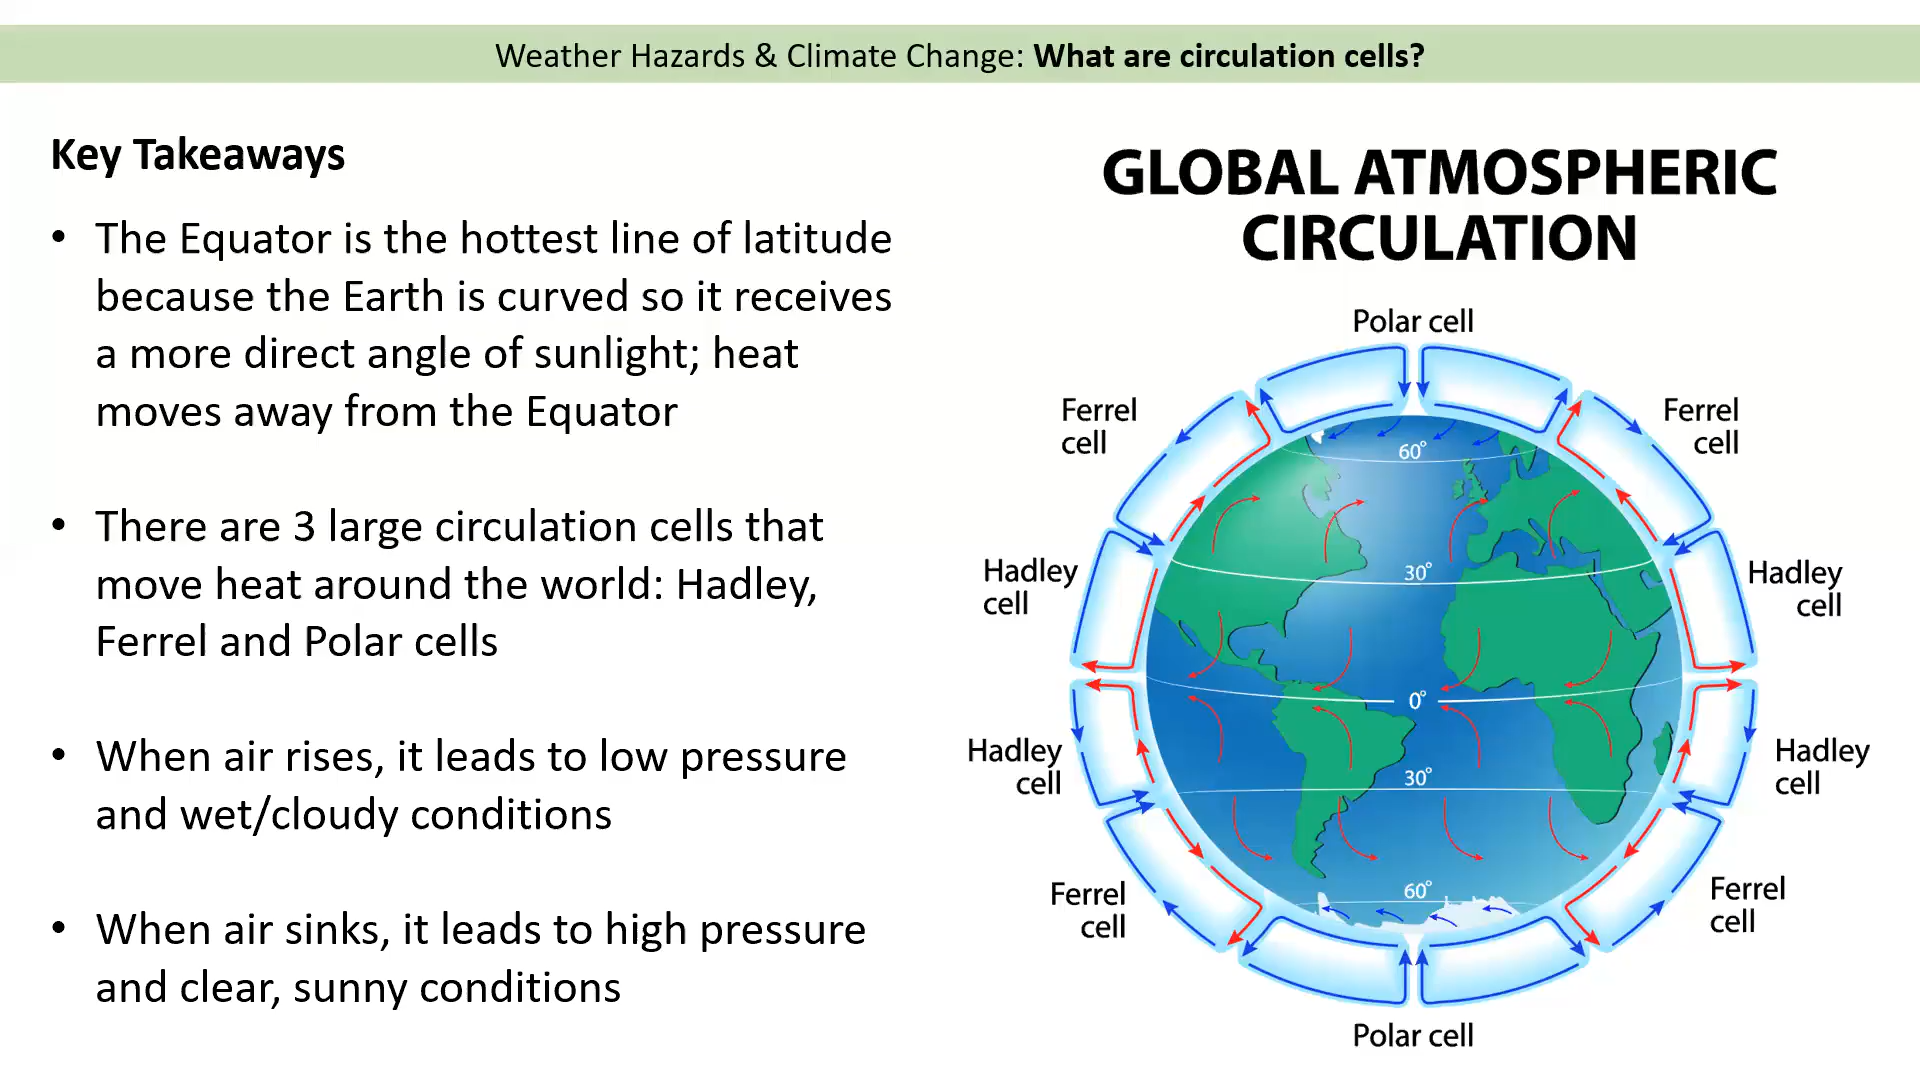 Weather Hazards & Climate Change: What are circulation cells?
Key Takeaways
• The Equator is the hottest line of latitude
because the Earth is curved so it receives
a more direct angle of sunlight; heat
moves away from the Equator
• There are 3 large circulation cells that
move heat around the world: Hadley,
Ferrel and Polar cells
• When air rises, it leads to low pressure
and wet/cloudy conditions
• When air sinks, it leads to high pressure
and clear, sunny conditions
GLOBAL ATMOSPHERIC
CIRCULATION
Polar cell
Ferrel
cell
Ferrel
cell
60°
Hadley
cell
30°
Hadley
cell
0°
Hadley
cell
30°
Hadley
cell
Ferrel
cell
60°
Ferrel
cell
Polar cell